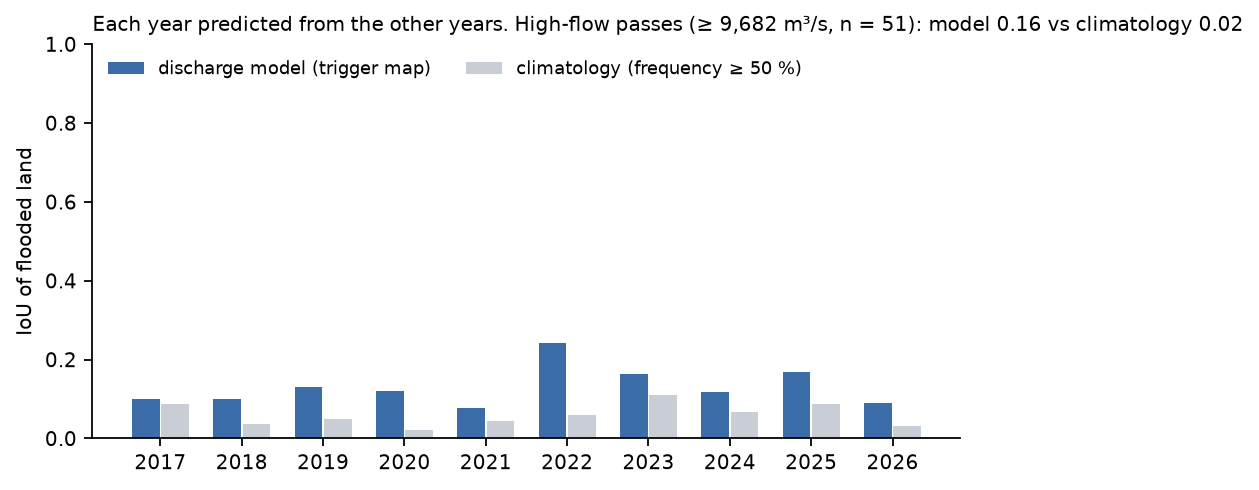 Each year predicted from the other years. High-flow passes (≥ 9,682 m³/s, n = 51): model 0.16 vs climatology 0.02
discharge model (trigger map)
climatology (frequency ≥ 50 %)
IoU of flooded land
1.0
0.8
0.6
0.4
0.2
0.0
2017 2018 2019 2020 2021 2022 2023 2024 2025 2026